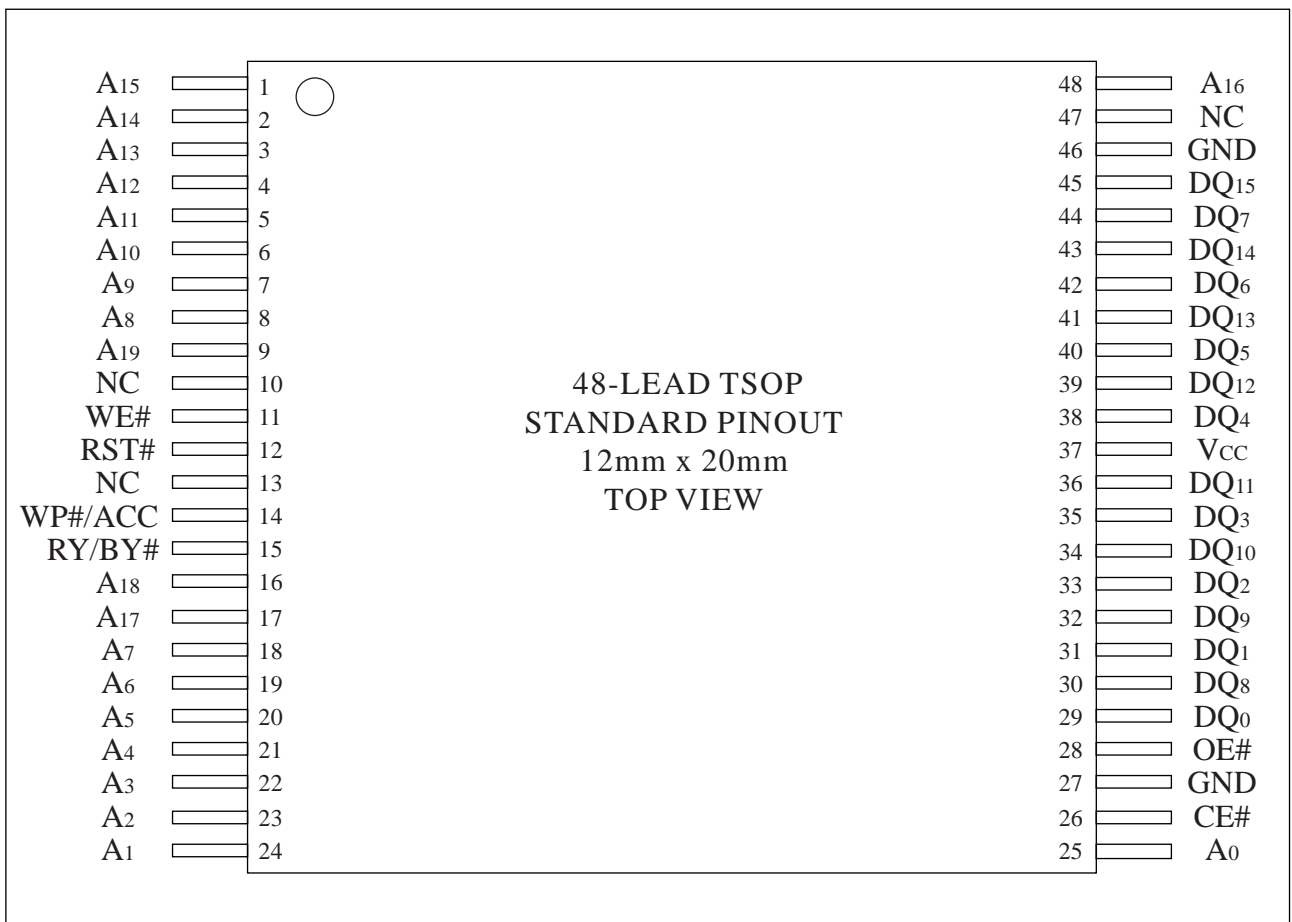 A15 1 48 A16
A14 2 47 NC
A13 3 46 GND
A12 4 45 DQ15
A11 5 44 DQ7
A10 6 43 DQ14
A9 7 42 DQ6
A8 8 41 DQ13
A19 9 40 DQ5
NC 10 39 DQ12
WE# 11 38 DQ4
RST# 12 37 VCC
NC 13 36 DQ11
WP#/ACC 14 35 DQ3
RY/BY# 15 34 DQ10
A18 16 33 DQ2
A17 17 32 DQ9
A7 18 31 DQ1
A6 19 30 DQ8
A5 20 29 DQ0
A4 21 28 OE#
A3 22 27 GND
A2 23 26 CE#
A1 24 25 A0
48-LEAD TSOP
STANDARD PINOUT
12mm x 20mm
TOP VIEW